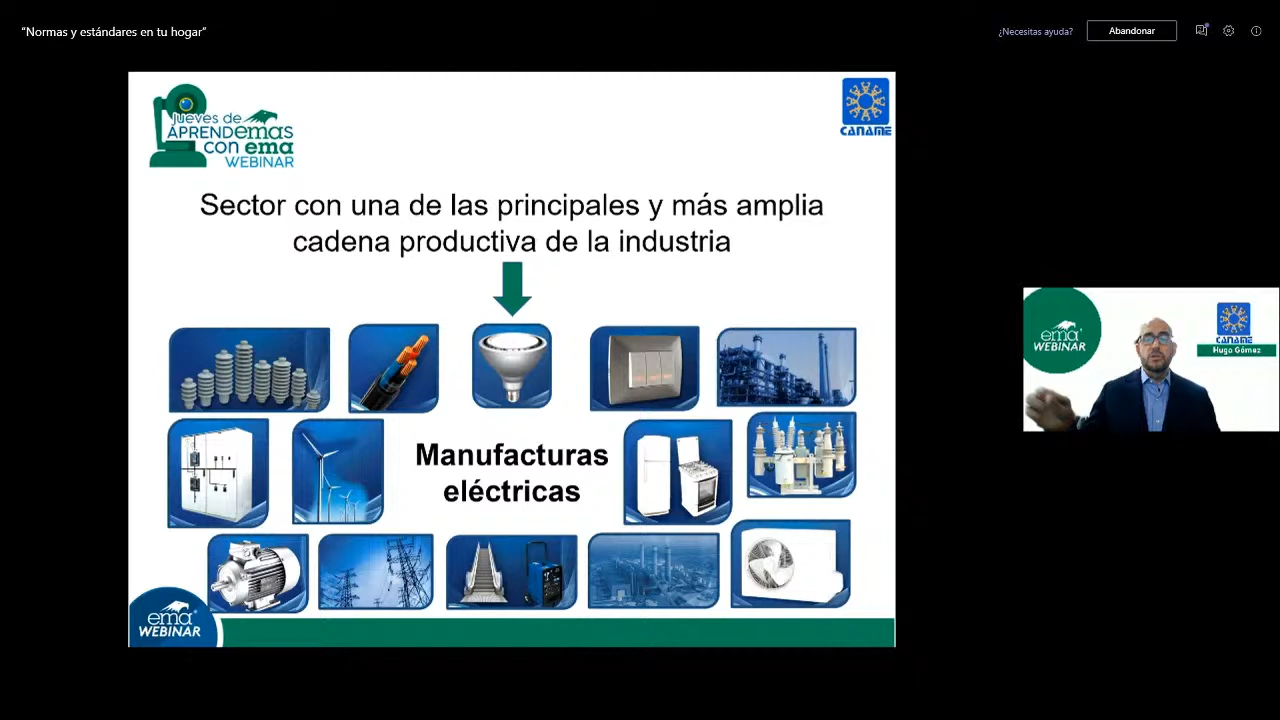 “Normas y estándares en tu hogar”
¿Necesitas ayuda?
Abandonar
jueves de
APRENDEMAS
con ema
WEBINAR
CANAME
Sector con una de las principales y más amplia
cadena productiva de la industria
Manufacturas
eléctricas
ema
WEBINAR
ema
WEBINAR
CANAME
Hugo Gómez